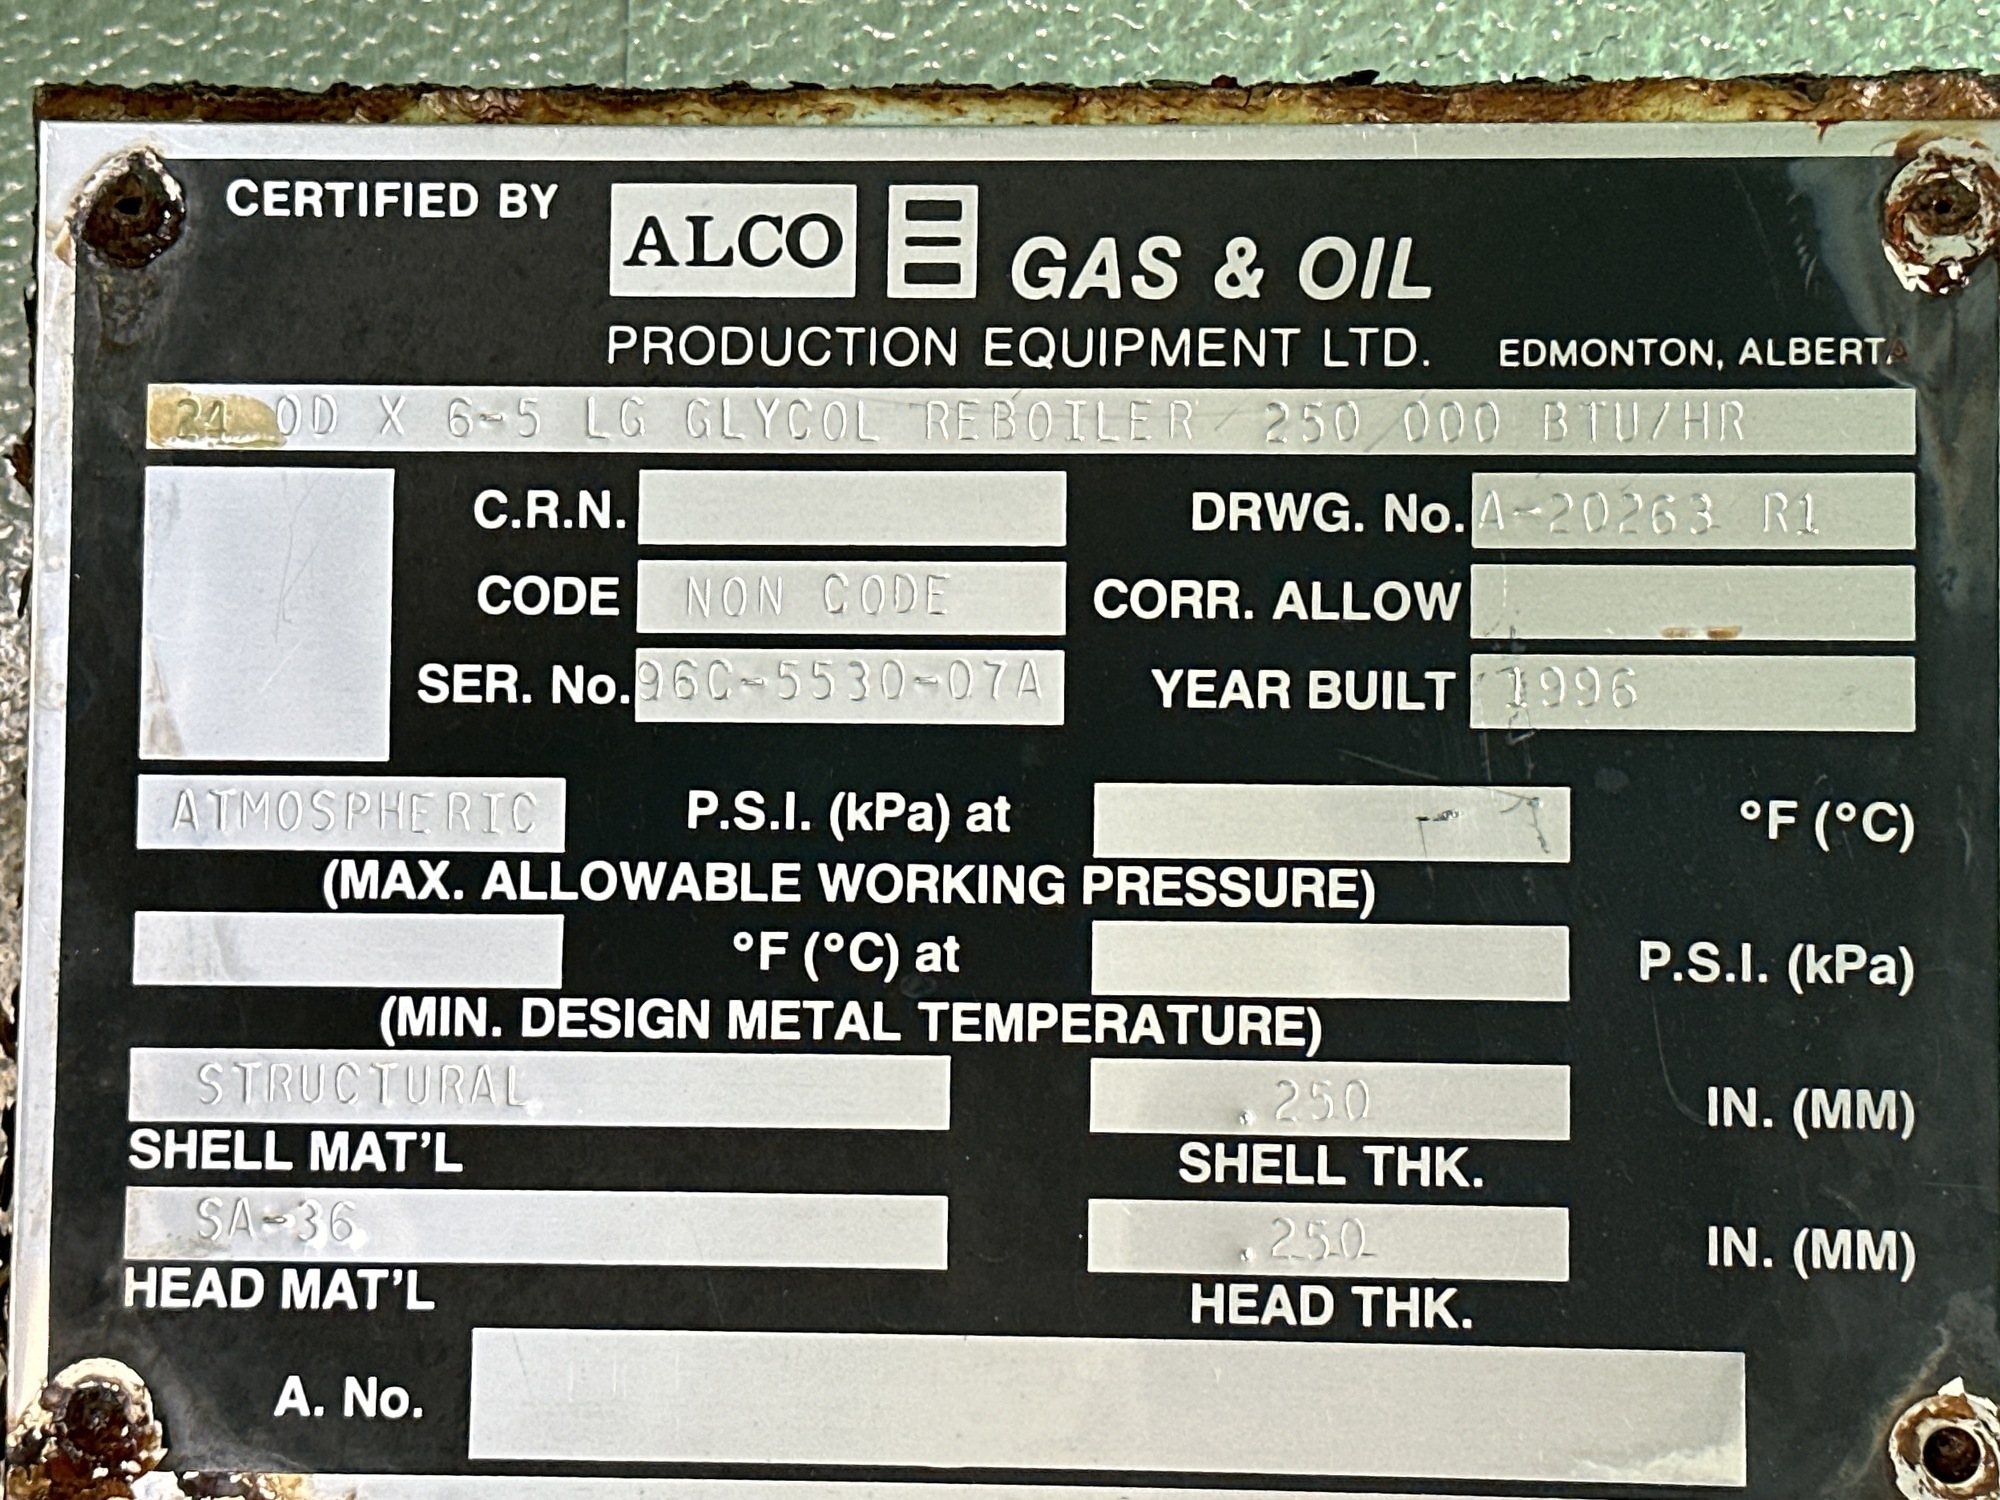 CERTIFIED BY ALCO GAS & OIL
PRODUCTION EQUIPMENT LTD. EDMONTON, ALBERTA
24 OD X 6-5 LG GLYCOL REBOILER 250 000 BTU/HR
C.R.N. DRWG. No. A-20263 R1
CODE NON CODE CORR. ALLOW
SER. No. 96C-5530-07A YEAR BUILT 1996
ATMOSPHERIC P.S.I. (kPa) at °F (°C)
(MAX. ALLOWABLE WORKING PRESSURE)
°F (°C) at P.S.I. (kPa)
(MIN. DESIGN METAL TEMPERATURE)
STRUCTURAL .250 IN. (MM)
SHELL MAT'L SHELL THK.
SA-36 .250 IN. (MM)
HEAD MAT'L HEAD THK.
A. No.